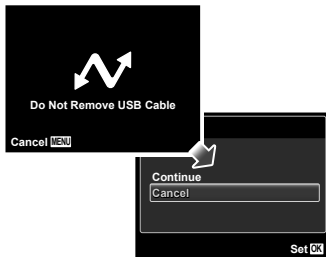 Do Not Remove USB Cable
Cancel MENU
Continue
Cancel
Set OK